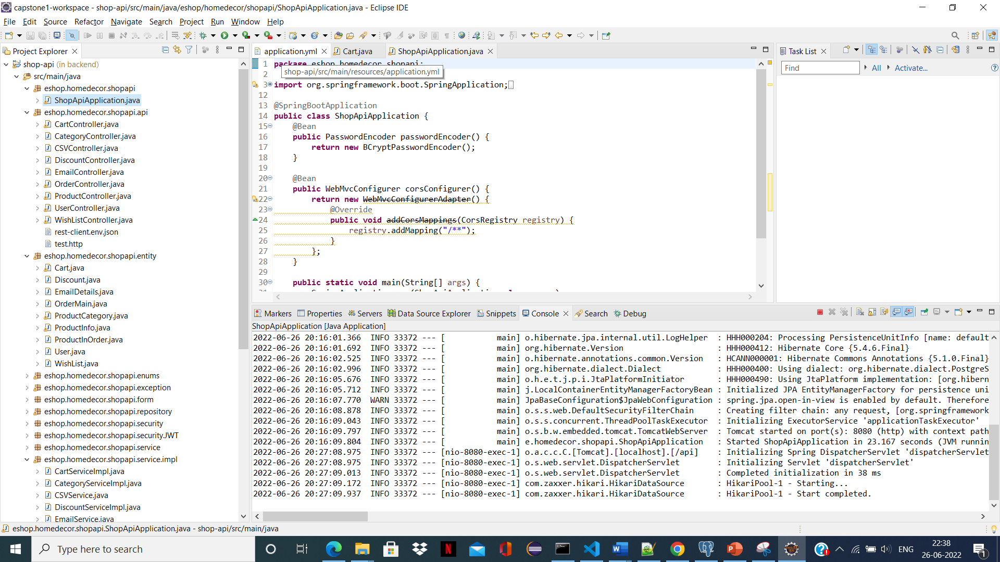 capstone1-workspace - shop-api/src/main/java/eshop/homedecor/shopapi/ShopApiApplication.java - Eclipse IDE
File Edit Source Refactor Navigate Search Project Run Window Help
Project Explorer
shop-api (in backend)
src/main/java
eshop.homedecor.shopapi
ShopApiApplication.java
eshop.homedecor.shopapi.api
CartController.java
CategoryController.java
CSVController.java
DiscountController.java
EmailController.java
OrderController.java
ProductController.java
UserController.java
WishListController.java
rest-client.env.json
test.http
eshop.homedecor.shopapi.entity
Cart.java
Discount.java
EmailDetails.java
OrderMain.java
ProductCategory.java
ProductInfo.java
ProductInOrder.java
User.java
WishList.java
eshop.homedecor.shopapi.enums
eshop.homedecor.shopapi.exception
eshop.homedecor.shopapi.form
eshop.homedecor.shopapi.repository
eshop.homedecor.shopapi.security
eshop.homedecor.shopapi.security.JWT
eshop.homedecor.shopapi.service
eshop.homedecor.shopapi.service.impl
CartServiceImpl.java
CategoryServiceImpl.java
CSVService.java
DiscountServiceImpl.java
EmailService.java
application.yml Cart.java ShopApiApplication.java
1 package eshop.homedecor.shopapi;
shop-api/src/main/resources/application.yml
2
3 import org.springframework.boot.SpringApplication;
12
13 @SpringBootApplication
14 public class ShopApiApplication {
15 @Bean
16 public PasswordEncoder passwordEncoder() {
17 return new BCryptPasswordEncoder();
18 }
19
20 @Bean
21 public WebMvcConfigurer corsConfigurer() {
22 return new WebMvcConfigurerAdapter() {
23 @Override
24 public void addCorsMappings(CorsRegistry registry) {
25 registry.addMapping("/**");
26 }
27 };
28 }
29
30 public static void main(String[] args) {
Task List
Find All Activate...
Markers Properties Servers Data Source Explorer Snippets Console Search Debug
ShopApiApplication [Java Application]
2022-06-26 20:16:01.366 INFO 33372 --- [ main] o.hibernate.jpa.internal.util.LogHelper : HHH000204: Processing PersistenceUnitInfo [name: default
2022-06-26 20:16:01.692 INFO 33372 --- [ main] org.hibernate.Version : HHH000412: Hibernate Core {5.4.6.Final}
2022-06-26 20:16:02.525 INFO 33372 --- [ main] o.hibernate.annotations.common.Version : HCANN000001: Hibernate Commons Annotations {5.1.0.Final}
2022-06-26 20:16:02.996 INFO 33372 --- [ main] org.hibernate.dialect.Dialect : HHH000400: Using dialect: org.hibernate.dialect.PostgreS
2022-06-26 20:16:05.676 INFO 33372 --- [ main] o.h.e.t.j.p.i.JtaPlatformInitiator : HHH000490: Using JtaPlatform implementation: [org.hibern
2022-06-26 20:16:05.712 INFO 33372 --- [ main] j.LocalContainerEntityManagerFactoryBean : Initialized JPA EntityManagerFactory for persistence uni
2022-06-26 20:16:07.770 WARN 33372 --- [ main] JpaBaseConfiguration$JpaWebConfiguration : spring.jpa.open-in-view is enabled by default. Therefore
2022-06-26 20:16:08.878 INFO 33372 --- [ main] o.s.s.web.DefaultSecurityFilterChain : Creating filter chain: any request, [org.springframework
2022-06-26 20:16:09.043 INFO 33372 --- [ main] o.s.s.concurrent.ThreadPoolTaskExecutor : Initializing ExecutorService 'applicationTaskExecutor'
2022-06-26 20:16:09.797 INFO 33372 --- [ main] o.s.b.w.embedded.tomcat.TomcatWebServer : Tomcat started on port(s): 8080 (http) with context path
2022-06-26 20:16:09.804 INFO 33372 --- [ main] e.homedecor.shopapi.ShopApiApplication : Started ShopApiApplication in 23.167 seconds (JVM runnin
2022-06-26 20:27:08.975 INFO 33372 --- [nio-8080-exec-1] o.a.c.c.C.[Tomcat].[localhost].[/api] : Initializing Spring DispatcherServlet 'dispatcherServlet
2022-06-26 20:27:08.975 INFO 33372 --- [nio-8080-exec-1] o.s.web.servlet.DispatcherServlet : Initializing Servlet 'dispatcherServlet'
2022-06-26 20:27:09.013 INFO 33372 --- [nio-8080-exec-1] o.s.web.servlet.DispatcherServlet : Completed initialization in 38 ms
2022-06-26 20:27:09.172 INFO 33372 --- [nio-8080-exec-1] com.zaxxer.hikari.HikariDataSource : HikariPool-1 - Starting...
2022-06-26 20:27:09.937 INFO 33372 --- [nio-8080-exec-1] com.zaxxer.hikari.HikariDataSource : HikariPool-1 - Start completed.
eshop.homedecor.shopapi.ShopApiApplication.java - shop-api/src/main/java
Type here to search
ENG
22:38
26-06-2022
1